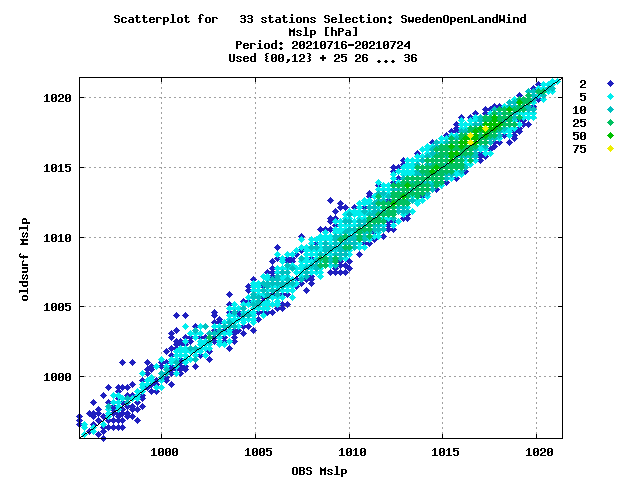 Scatterplot for   33 stations Selection: SwedenOpenLandWind
Mslp [hPa]
Period: 20210716-20210724
Used {00,12} + 25 26 ... 36
2
5
10
25
50
75
1020
1015
1010
1005
1000
oldsurf Mslp
1000 1005 1010 1015 1020
OBS Mslp